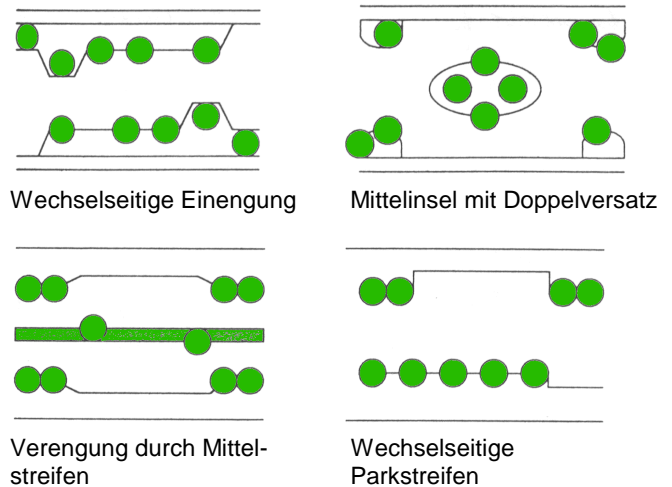 Wechselseitige Einengung
Mittelinsel mit Doppelversatz
Verengung durch Mittel-
streifen
Wechselseitige
Parkstreifen